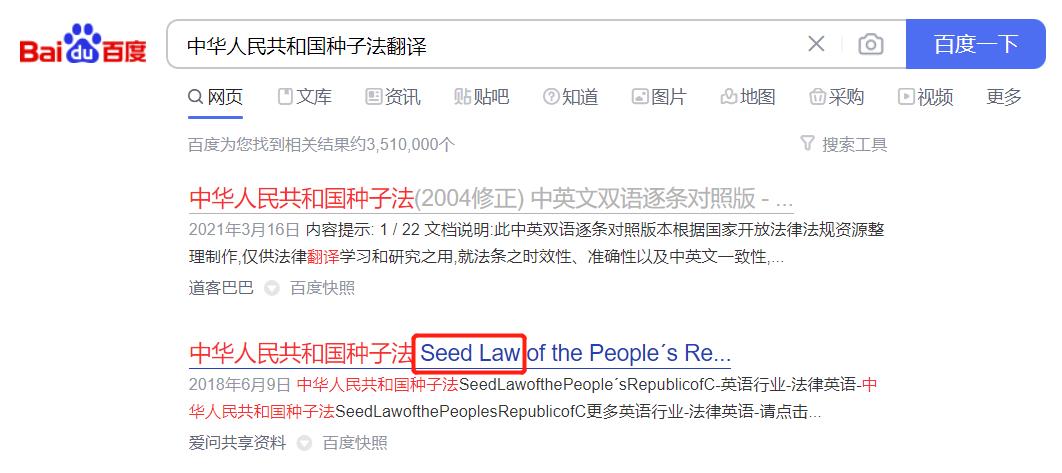 Bai du 百度 中华人民共和国种子法翻译 百度一下
网页 文库 资讯 贴吧 知道 图片 地图 采购 视频 更多
百度为您找到相关结果约3,510,000个 搜索工具
中华人民共和国种子法(2004修正) 中英文双语逐条对照版 - ...
2021年3月16日 内容提示: 1 / 22 文档说明:此中英双语逐条对照版本根据国家开放法律法规资源整
理制作,仅供法律翻译学习和研究之用,就法条之时效性、准确性以及中英文一致性,...
道客巴巴 百度快照
中华人民共和国种子法 Seed Law of the People´s Re...
2018年6月9日 中华人民共和国种子法SeedLawofthePeople´sRepublicofC-英语行业-法律英语-中
华人民共和国种子法SeedLawofthePeoplesRepublicofC更多英语行业-法律英语-请点击...
爱问共享资料 百度快照